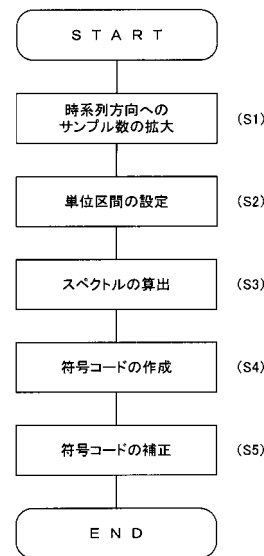 START
時系列方向への
サンプル数の拡大
(S1)
単位区間の設定
(S2)
スペクトルの算出
(S3)
符号コードの作成
(S4)
符号コードの補正
(S5)
END